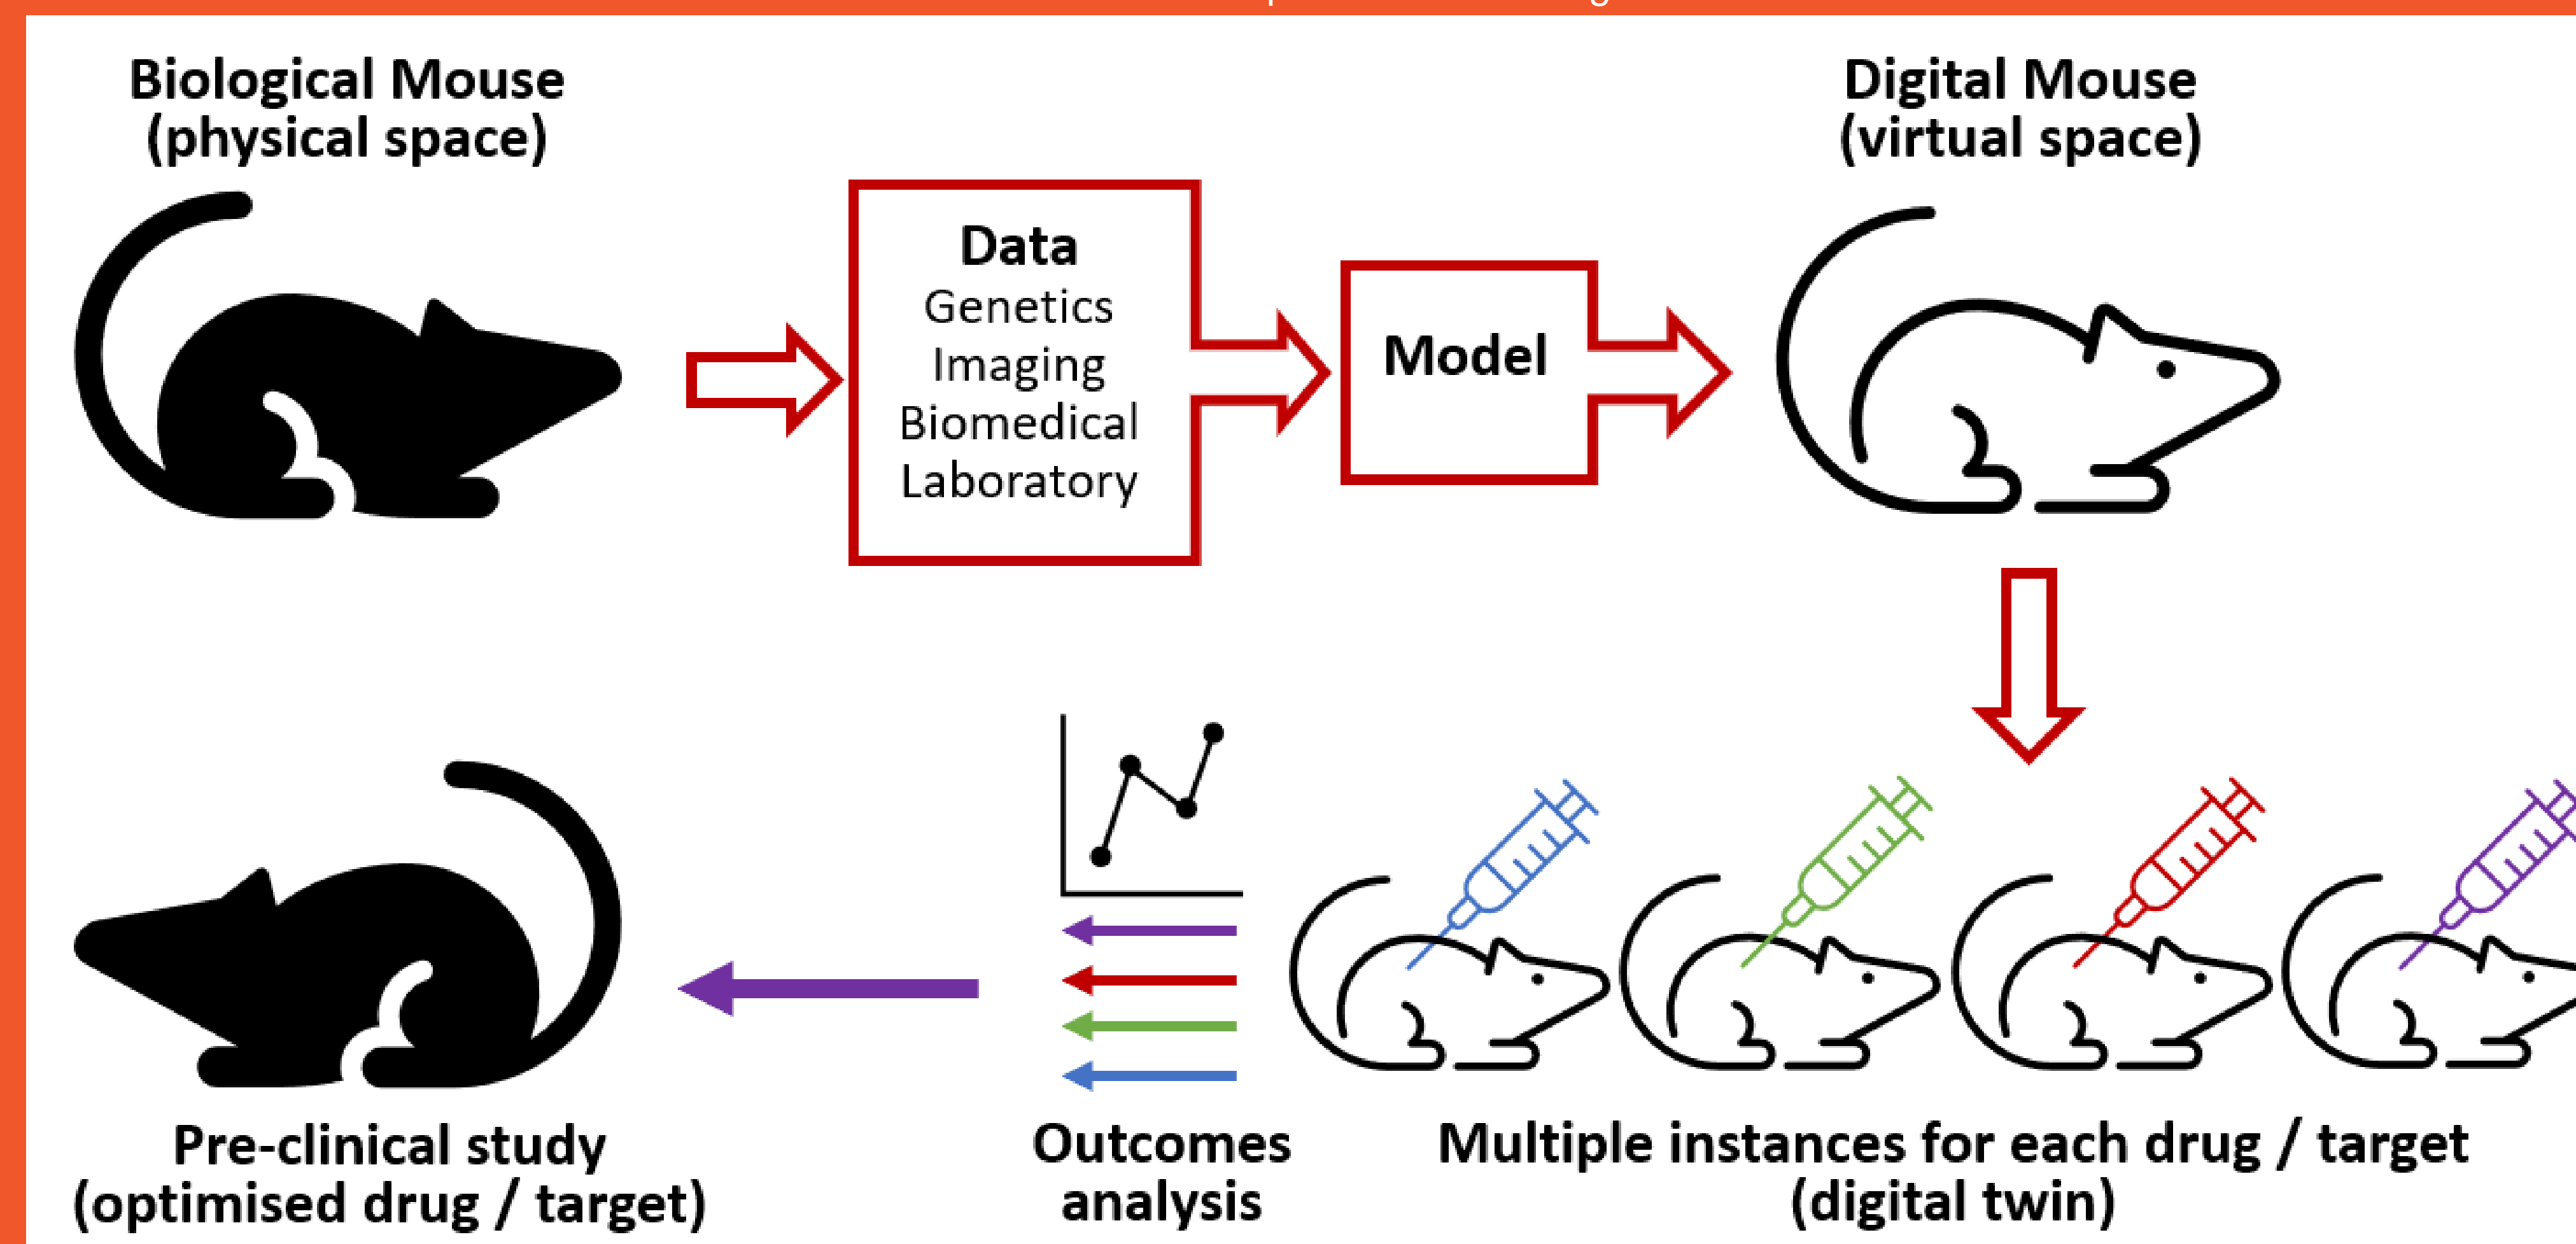 Biological Mouse
(physical space)
Data
Genetics
Imaging
Biomedical
Laboratory
Model
Digital Mouse
(virtual space)
Pre-clinical study
(optimised drug / target)
Outcomes
analysis
Multiple instances for each drug / target
(digital twin)